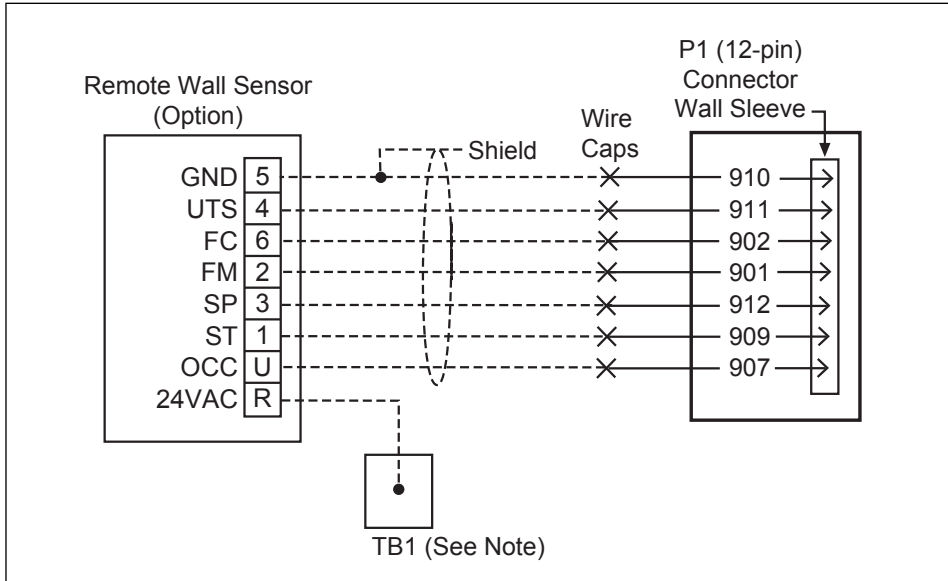 P1 (12-pin)
Connector
Wall Sleeve
Remote Wall Sensor
(Option)
Wire
Caps
Shield
GND 5 910
UTS 4 911
FC 6 902
FM 2 901
SP 3 912
ST 1 909
OCC U 907
24VAC R
TB1 (See Note)